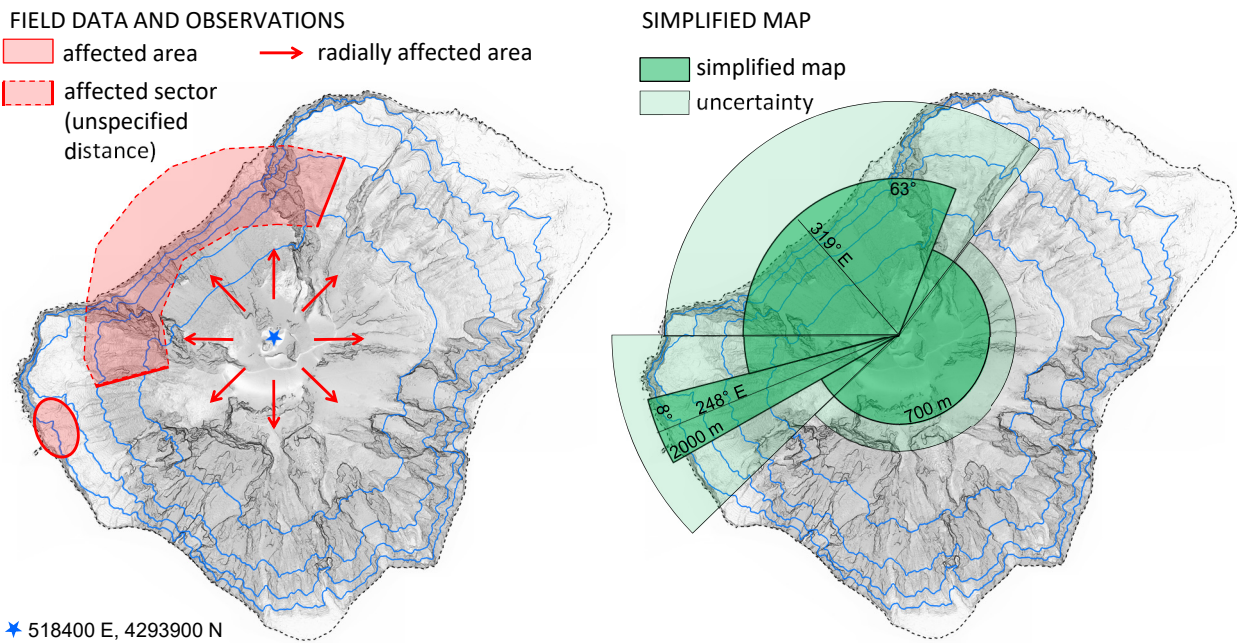 FIELD DATA AND OBSERVATIONS
affected area
radially affected area
affected sector
(unspecified
distance)
518400 E, 4293900 N
SIMPLIFIED MAP
simplified map
uncertainty
63°
319° E
248° E
8°
2000 m
700 m